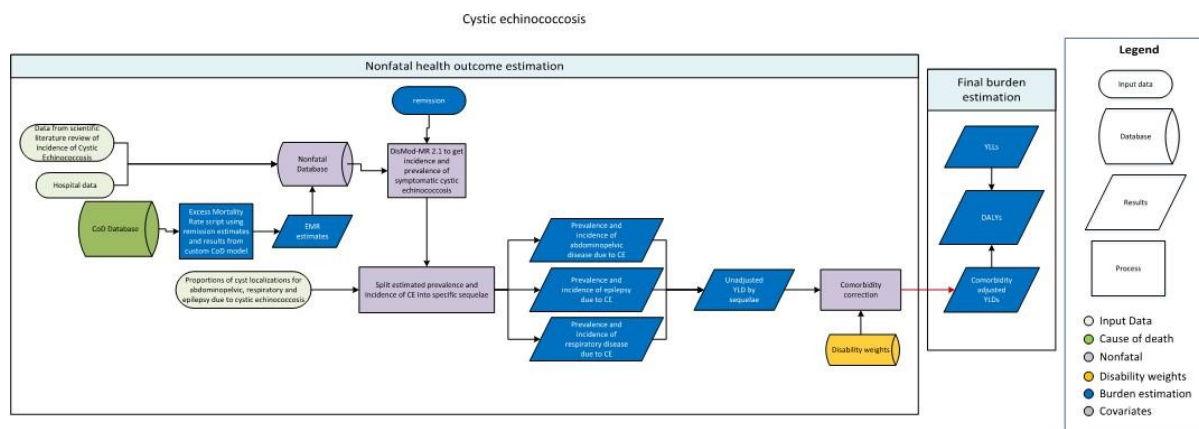 Cystic echinococcosis
Nonfatal health outcome estimation
remission
Data from scientific
literature review of
incidence of Cystic
Echinococcosis
Hospital data
Nonfatal
Database
DisMod-MR 2.1 to get
incidence and
prevalence of
symptomatic cystic
echinococcosis
CoD Database
Excess Mortality
Rate script using
remission estimates
and results from
custom CoD model
EMR
estimates
Proportions of cyst localizations for
abdominopelvic, respiratory and
epilepsy due to cystic echinococcosis
Split estimated prevalence and
incidence of CE into specific sequelae
Prevalence and
incidence of
abdominopelvic
disease due to CE
Prevalence and
incidence of epilepsy
due to CE
Prevalence and
incidence of
respiratory disease
due to CE
Unadjusted
YLD by
sequelae
Comorbidity
correction
Disability weights
Final burden
estimation
YLLs
DALYs
Comorbidity
adjusted
YLDs
Legend
Input data
Database
Results
Process
Input Data
Cause of death
Nonfatal
Disability weights
Burden estimation
Covariates